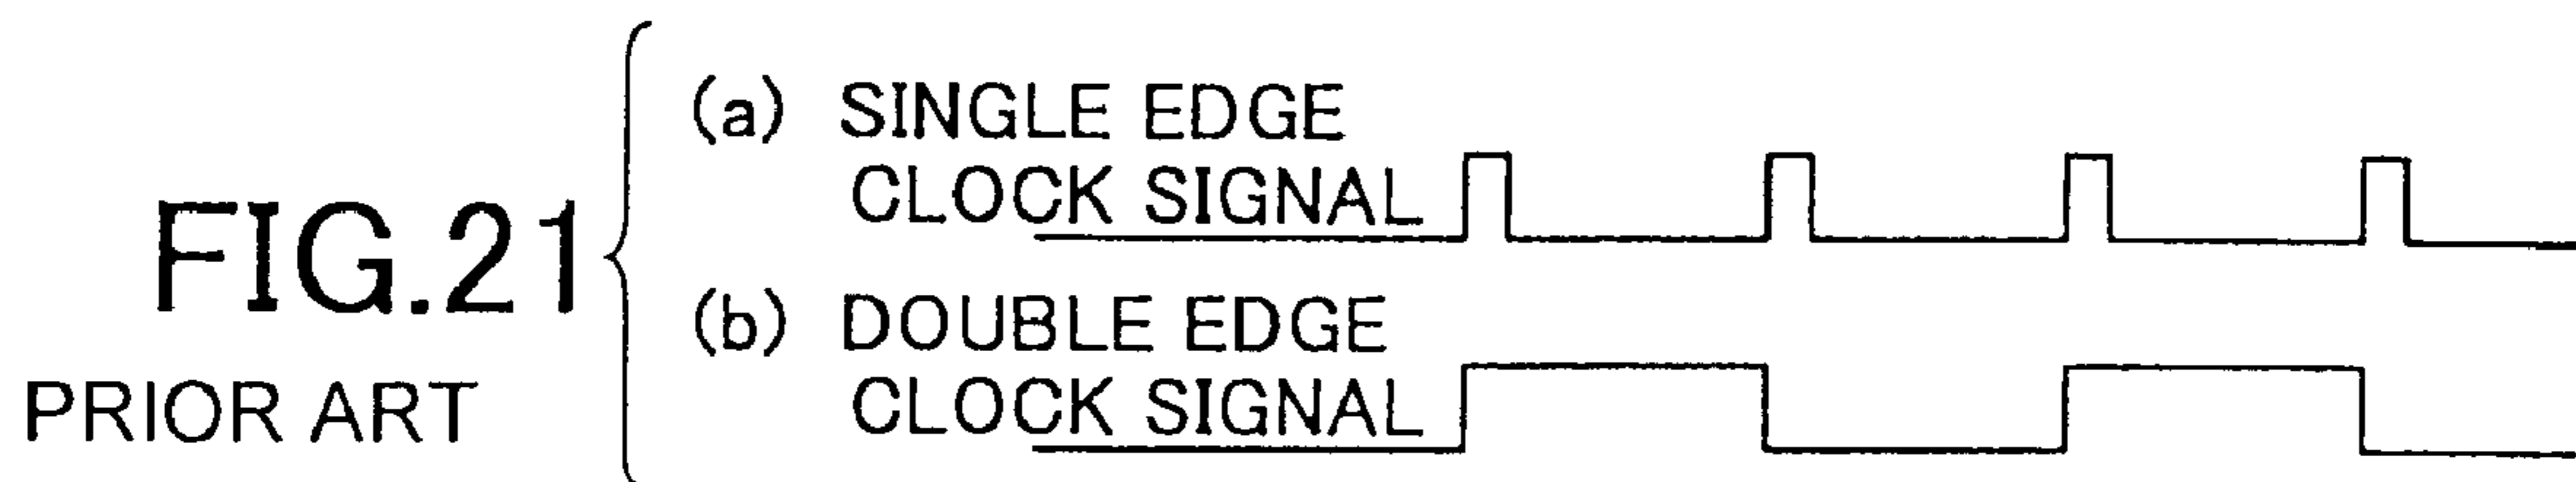 FIG.21
PRIOR ART
(a) SINGLE EDGE
CLOCK SIGNAL
(b) DOUBLE EDGE
CLOCK SIGNAL